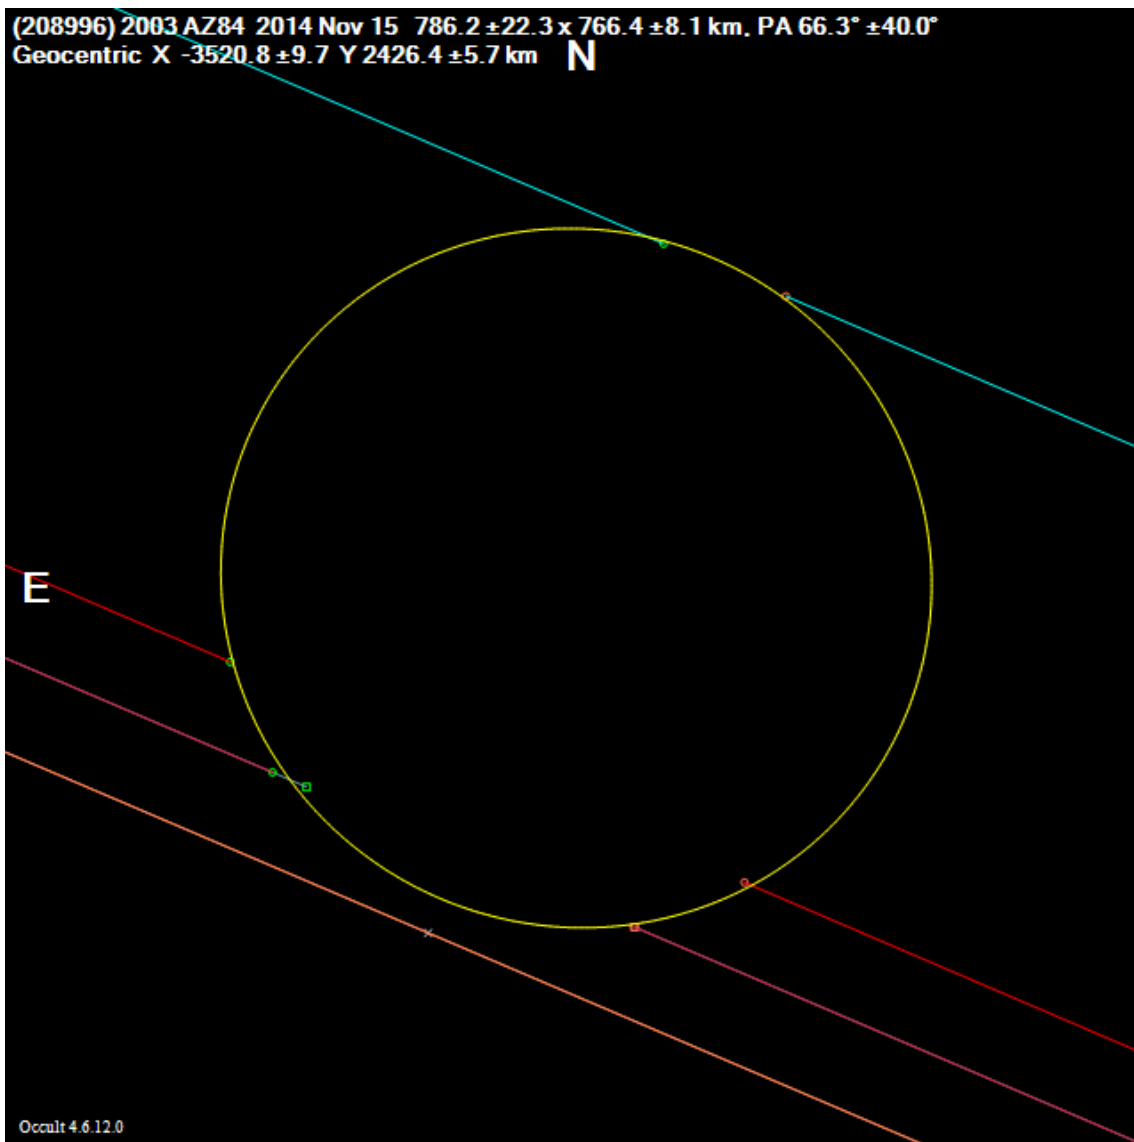 (208996) 2003 AZ84  2014 Nov 15  786.2 ±22.3 x 766.4 ±8.1 km, PA 66.3° ±40.0°
Geocentric X -3520.8 ±9.7 Y 2426.4 ±5.7 km
N
E
Occult 4.6.12.0